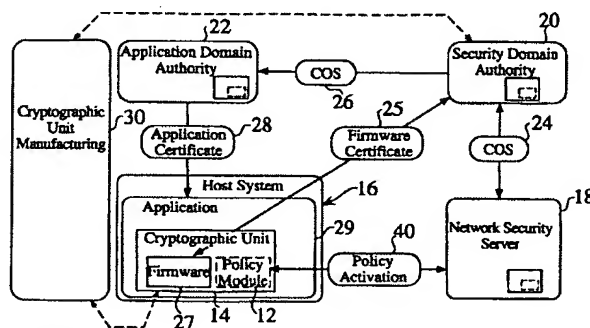 22
20
Application Domain
Authority
COS
26
Security Domain
Authority
Cryptographic
Unit
Manufacturing
30
Application
Certificate
28
25
Firmware
Certificate
24
COS
Host System
16
Application
29
Cryptographic Unit
Firmware
Policy
Module
27
14
12
40
Policy
Activation
18
Network Security
Server